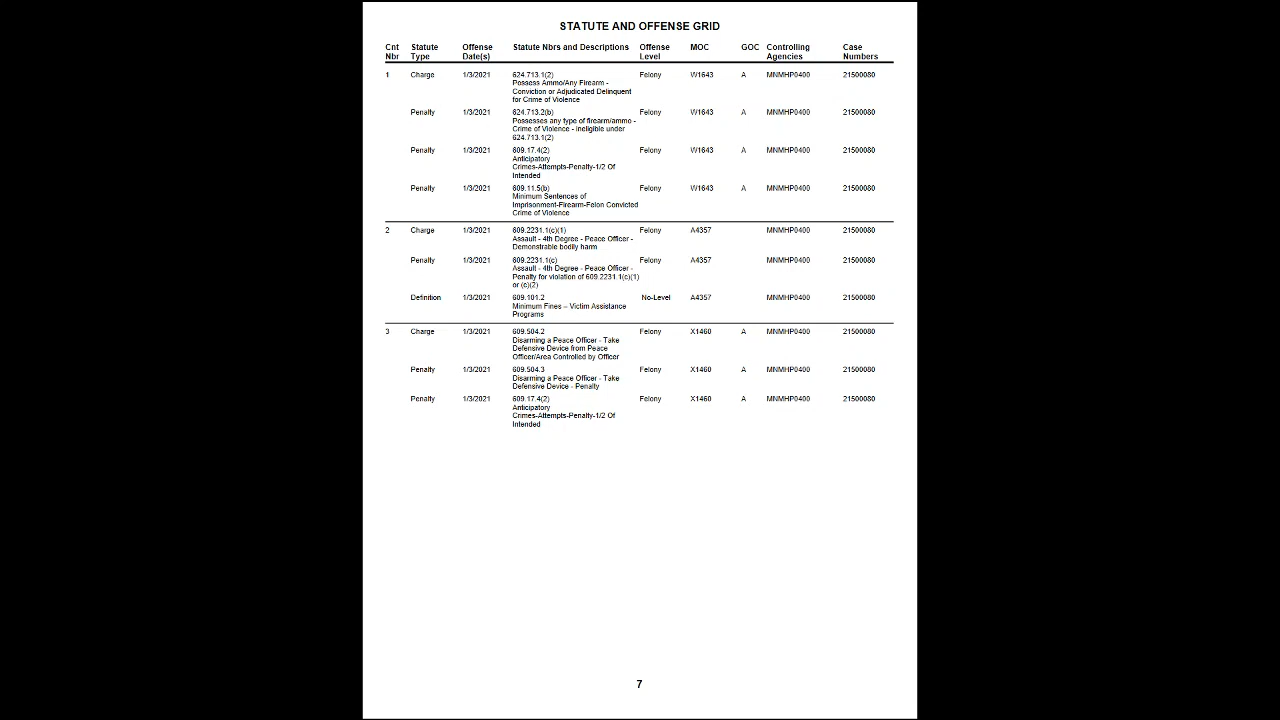 STATUTE AND OFFENSE GRID
Cnt Statute Offense Statute Nbrs and Descriptions Offense MOC GOC Controlling Case
Nbr Type Date(s) Level Agencies Numbers
1 Charge 1/3/2021 624.713.1(2) Felony W1643 A MNMHP0400 21500080
Possess Ammo/Any Firearm -
Conviction or Adjudicated Delinquent
for Crime of Violence
Penalty 1/3/2021 624.713.2(b) Felony W1643 A MNMHP0400 21500080
Possesses any type of firearm/ammo -
Crime of Violence - ineligible under
624.713.1(2)
Penalty 1/3/2021 609.17.4(2) Felony W1643 A MNMHP0400 21500080
Anticipatory
Crimes-Attempts-Penalty-1/2 Of
Intended
Penalty 1/3/2021 609.11.5(b) Felony W1643 A MNMHP0400 21500080
Minimum Sentences of
Imprisonment-Firearm-Felon Convicted
Crime of Violence
2 Charge 1/3/2021 609.2231.1(c)(1) Felony A4357 MNMHP0400 21500080
Assault - 4th Degree - Peace Officer -
Demonstrable bodily harm
Penalty 1/3/2021 609.2231.1(c) Felony A4357 MNMHP0400 21500080
Assault - 4th Degree - Peace Officer -
Penalty for violation of 609.2231.1(c)(1)
or (c)(2)
Definition 1/3/2021 609.101.2 No-Level A4357 MNMHP0400 21500080
Minimum Fines – Victim Assistance
Programs
3 Charge 1/3/2021 609.504.2 Felony X1460 A MNMHP0400 21500080
Disarming a Peace Officer - Take
Defensive Device from Peace
Officer/Area Controlled by Officer
Penalty 1/3/2021 609.504.3 Felony X1460 A MNMHP0400 21500080
Disarming a Peace Officer - Take
Defensive Device - Penalty
Penalty 1/3/2021 609.17.4(2) Felony X1460 A MNMHP0400 21500080
Anticipatory
Crimes-Attempts-Penalty-1/2 Of
Intended
7